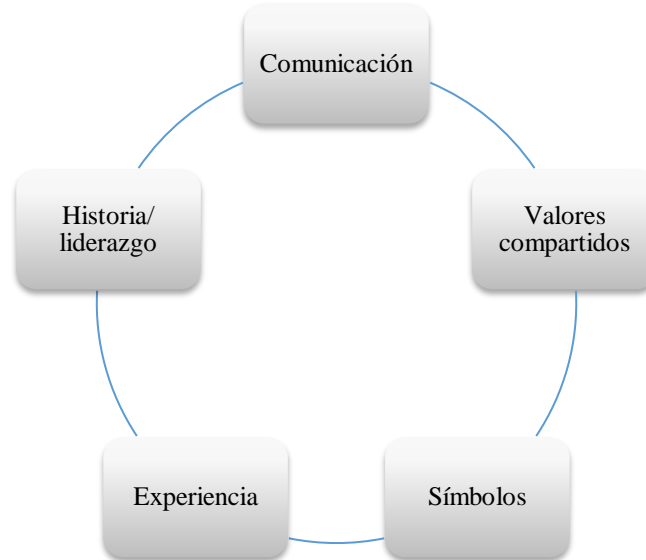 Comunicación
Valores
compartidos
Símbolos
Experiencia
Historia/
liderazgo